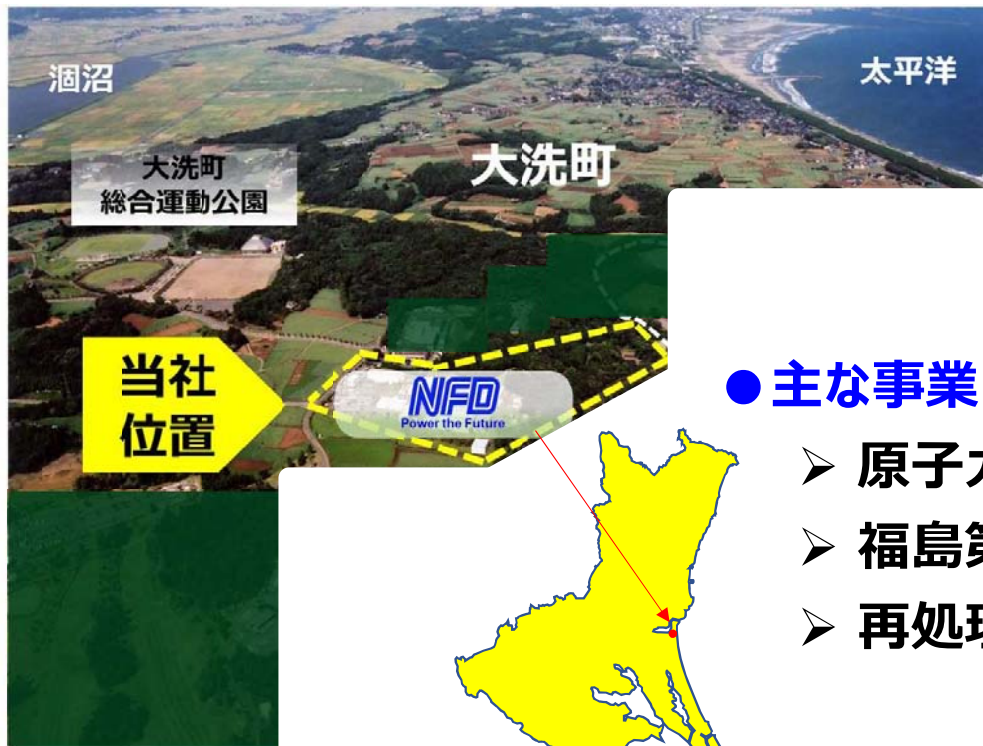 涸沼
太平洋
大洗町
総合運動公園
大洗町
当社
位置
NFD
Power the Future
●主な事業
➢ 原子力
➢ 福島第
➢ 再処理